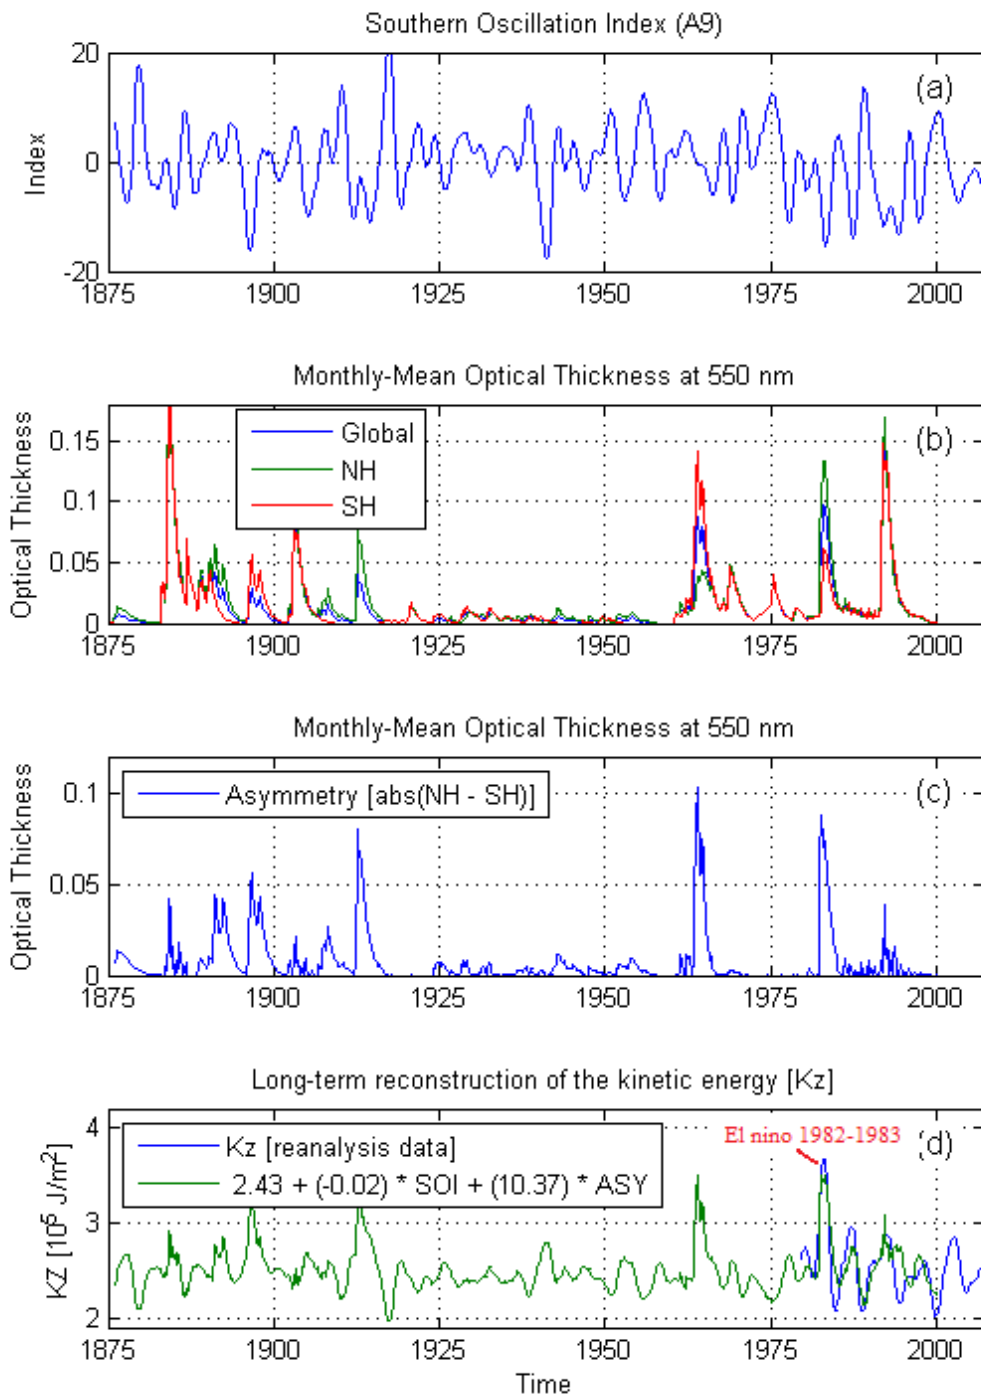 Southern Oscillation Index (A9)
20
(a)
Index
0
-20
1875 1900 1925 1950 1975 2000
Monthly-Mean Optical Thickness at 550 nm
Optical Thickness
0.15
Global
(b)
NH
0.1
SH
0.05
0
1875 1900 1925 1950 1975 2000
Monthly-Mean Optical Thickness at 550 nm
Optical Thickness
0.1
Asymmetry [abs(NH - SH)]
(c)
0.05
0
1875 1900 1925 1950 1975 2000
Long-term reconstruction of the kinetic energy [Kz]
KZ [10^5 J/m^2]
4
Kz [reanalysis data]
El nino 1982-1983
(d)
2.43 + (-0.02) * SOI + (10.37) * ASY
3
2
1875 1900 1925 1950 1975 2000
Time